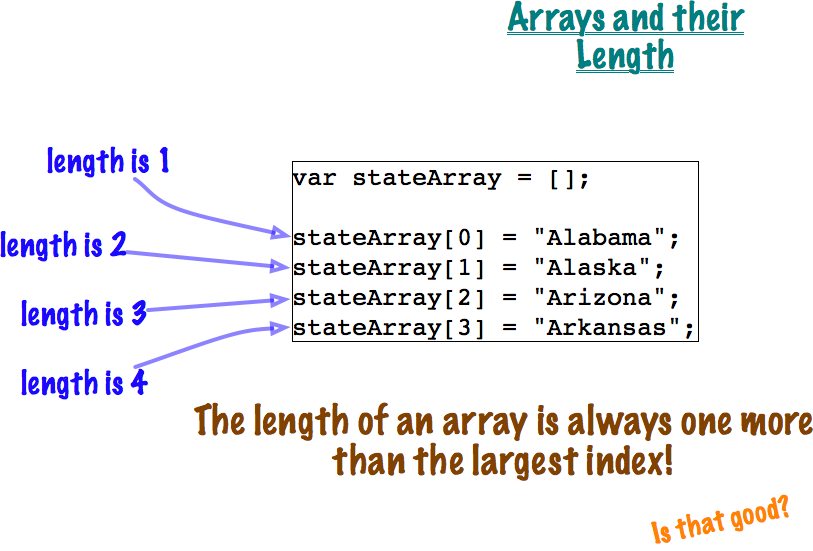 Arrays and their
Length
length is 1
length is 2
length is 3
length is 4
var stateArray = [];
stateArray[0] = "Alabama";
stateArray[1] = "Alaska";
stateArray[2] = "Arizona";
stateArray[3] = "Arkansas";
The length of an array is always one more
than the largest index!
Is that good?